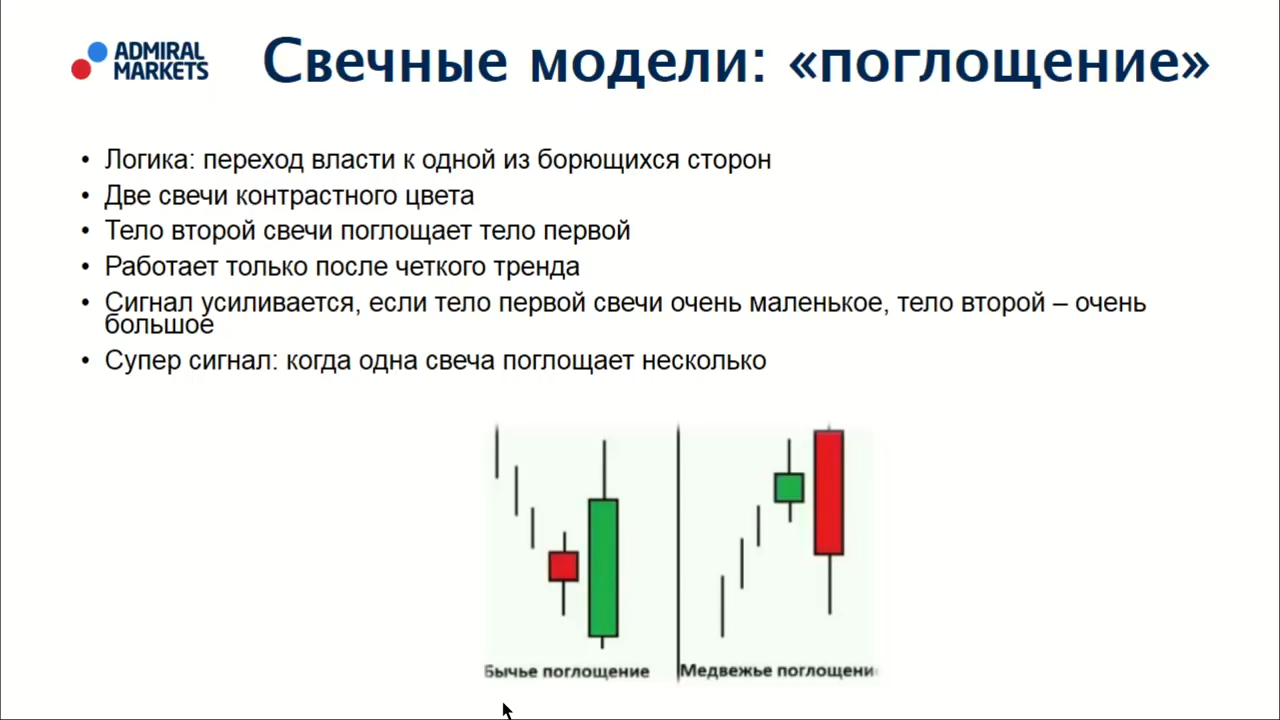 ADMIRAL
MARKETS
Свечные модели: «поглощение»
• Логика: переход власти к одной из борющихся сторон
• Две свечи контрастного цвета
• Тело второй свечи поглощает тело первой
• Работает только после четкого тренда
• Сигнал усиливается, если тело первой свечи очень маленькое, тело второй – очень
большое
• Супер сигнал: когда одна свеча поглощает несколько
Бычье поглощение
Медвежье поглощени